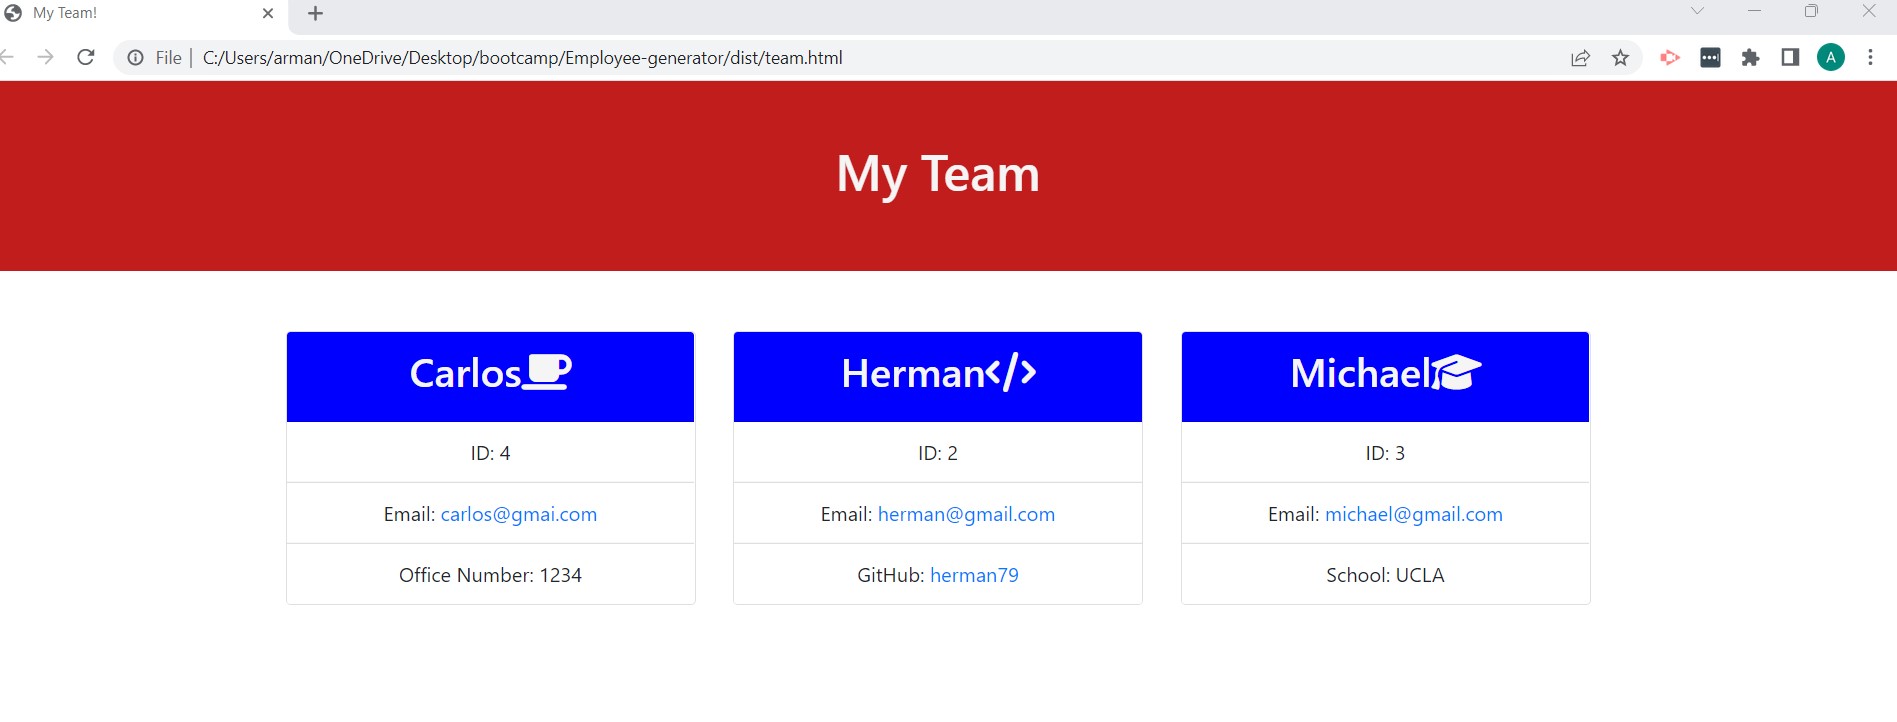 My Team!
File | C:/Users/arman/OneDrive/Desktop/bootcamp/Employee-generator/dist/team.html
A
My Team
Carlos
ID: 4
Email: carlos@gmai.com
Office Number: 1234
Herman</>
ID: 2
Email: herman@gmail.com
GitHub: herman79
Michael
ID: 3
Email: michael@gmail.com
School: UCLA